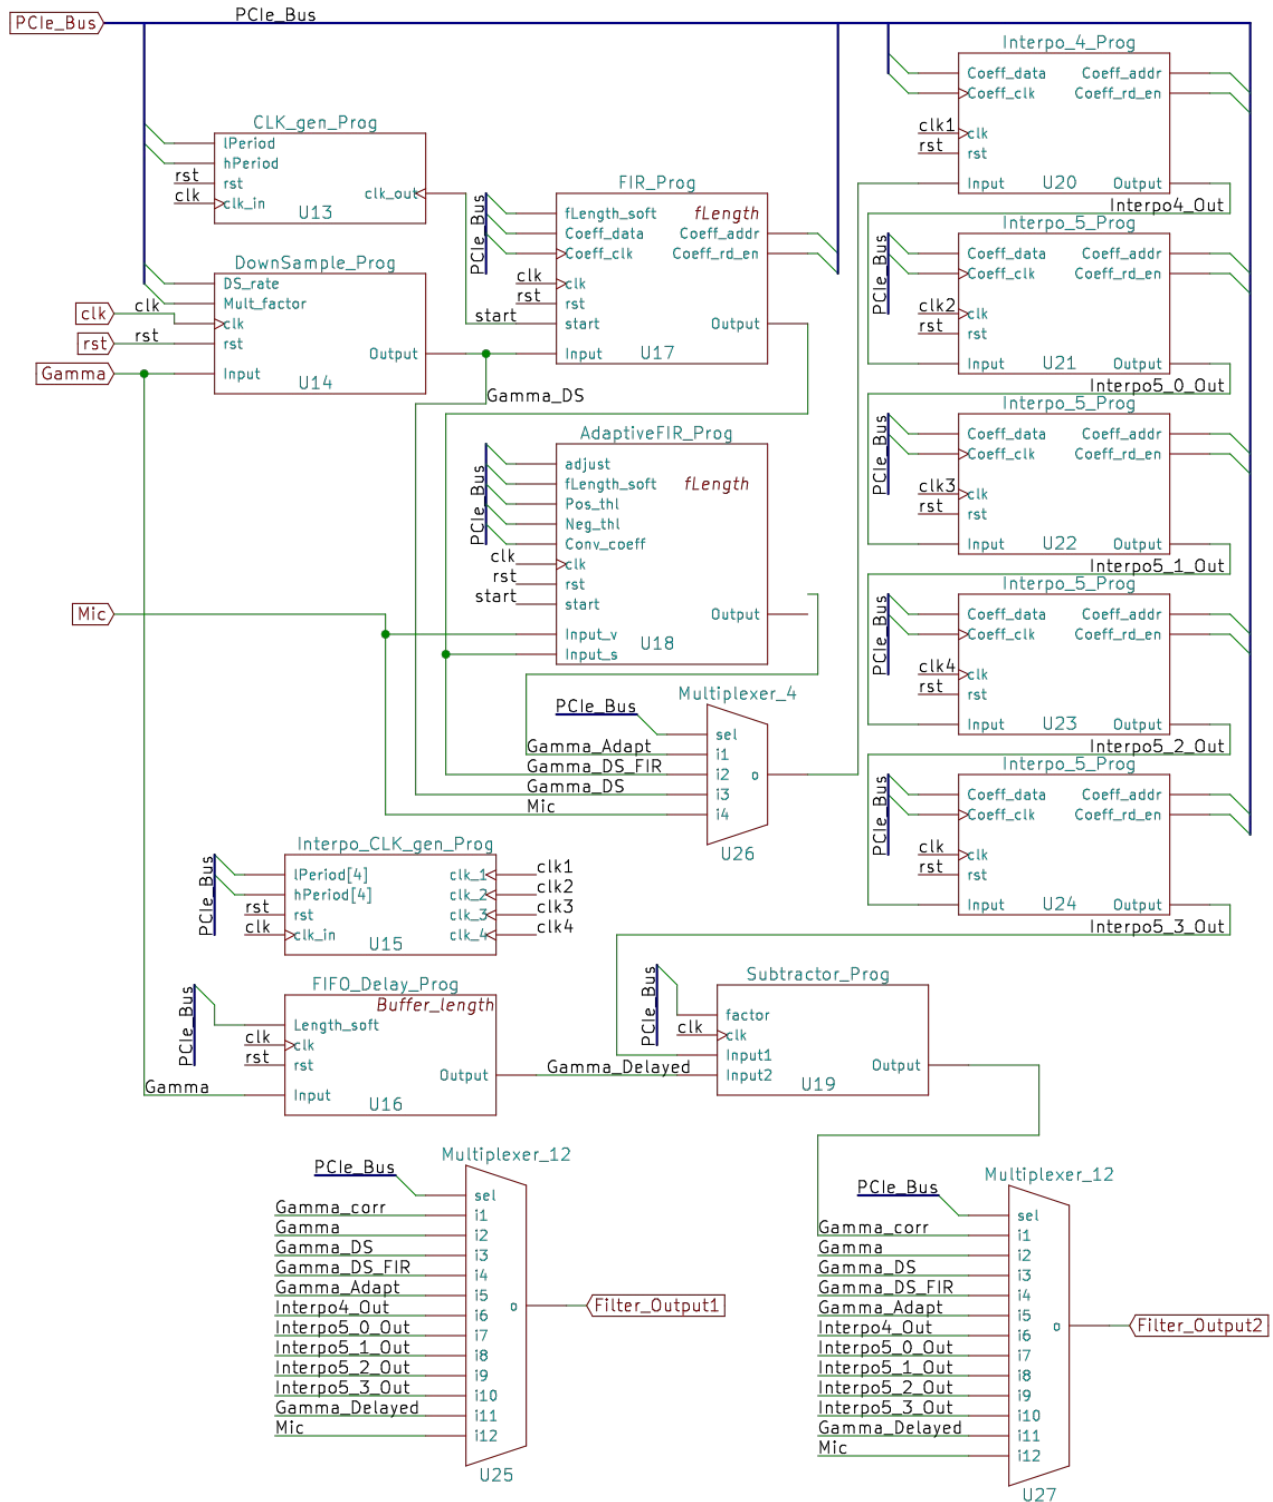 PCIe_Bus
PCIe_Bus
CLK_gen_Prog
lPeriod
hPeriod
rst rst
clk clk_in
clk_out
U13
DownSample_Prog
DS_rate
Mult_factor
clk clk clk
rst rst rst
Gamma Input
Output
U14
FIR_Prog
PCIe_Bus
fLength_soft fLength
Coeff_data Coeff_addr
Coeff_clk Coeff_rd_en
clk clk
rst rst
start start Output
Input U17
Gamma_DS
AdaptiveFIR_Prog
PCIe_Bus
adjust
fLength_soft fLength
Pos_thl
Neg_thl
Conv_coeff
clk clk
rst rst
start start
Output
Mic
Input_v
Input_s
U18
Multiplexer_4
PCIe_Bus
sel
Gamma_Adapt i1
Gamma_DS_FIR i2 o
Gamma_DS i3
Mic i4
U26
Interpo_4_Prog
Coeff_data Coeff_addr
Coeff_clk Coeff_rd_en
clk1 clk
rst rst
Input U20 Output
Interpo4_Out
Interpo_5_Prog
PCIe_Bus
Coeff_data Coeff_addr
Coeff_clk Coeff_rd_en
clk2 clk
rst rst
Input U21 Output
Interpo5_0_Out
Interpo_5_Prog
PCIe_Bus
Coeff_data Coeff_addr
Coeff_clk Coeff_rd_en
clk3 clk
rst rst
Input U22 Output
Interpo5_1_Out
Interpo_5_Prog
PCIe_Bus
Coeff_data Coeff_addr
Coeff_clk Coeff_rd_en
clk4 clk
rst rst
Input U23 Output
Interpo5_2_Out
Interpo_5_Prog
PCIe_Bus
Coeff_data Coeff_addr
Coeff_clk Coeff_rd_en
clk clk
rst rst
Input U24 Output
Interpo5_3_Out
Interpo_CLK_gen_Prog
PCIe_Bus
lPeriod[4] clk_1 clk1
hPeriod[4] clk_2 clk2
rst rst clk_3 clk3
clk clk_in clk_4 clk4
U15
FIFO_Delay_Prog
Buffer_length
PCIe_Bus
Length_soft
clk clk
rst rst
Output
Gamma Input
U16
Gamma_Delayed
Subtractor_Prog
PCIe_Bus
factor
clk clk
Input1
Input2
Output
U19
Multiplexer_12
PCIe_Bus
sel
Gamma_corr i1
Gamma i2
Gamma_DS i3
Gamma_DS_FIR i4
Gamma_Adapt i5
Interpo4_Out i6
Interpo5_0_Out i7
Interpo5_1_Out i8
Interpo5_2_Out i9
Interpo5_3_Out i10
Gamma_Delayed i11
Mic i12
o
Filter_Output1
U25
Multiplexer_12
PCIe_Bus
sel
Gamma_corr i1
Gamma i2
Gamma_DS i3
Gamma_DS_FIR i4
Gamma_Adapt i5
Interpo4_Out i6
Interpo5_0_Out i7
Interpo5_1_Out i8
Interpo5_2_Out i9
Interpo5_3_Out i10
Gamma_Delayed i11
Mic i12
o
Filter_Output2
U27